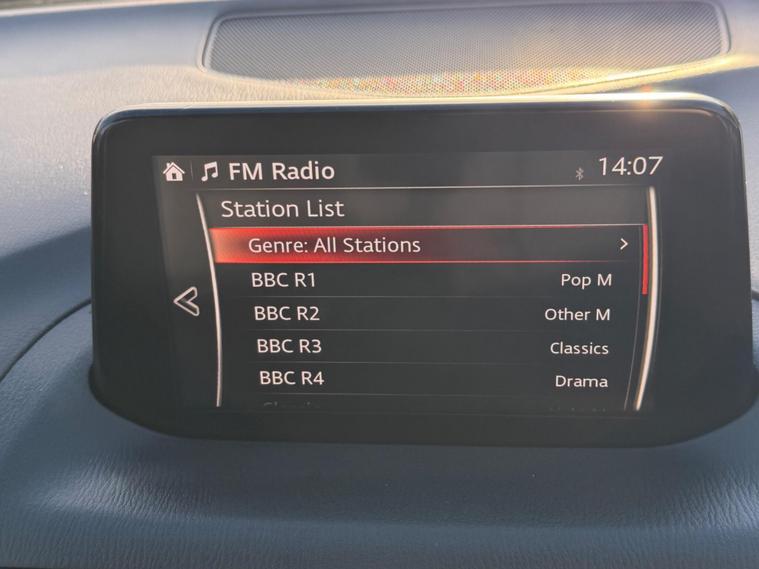 FM Radio 14:07
Station List
Genre: All Stations
BBC R1 Pop M
BBC R2 Other M
BBC R3 Classics
BBC R4 Drama